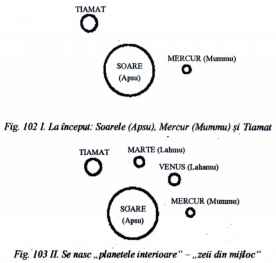 TIAMAT
MERCUR (Mummu)
SOARE
(Apsu)
Fig. 102 I. La început: Soarele (Apsu), Mercur (Mummu) și Tiamat
MARTE (Lahmu)
TIAMAT
VENUS (Lahamu)
MERCUR (Mummu)
SOARE
(Apsu)
Fig. 103 II. Se nasc „planetele interioare” – „zeii din mijloc”